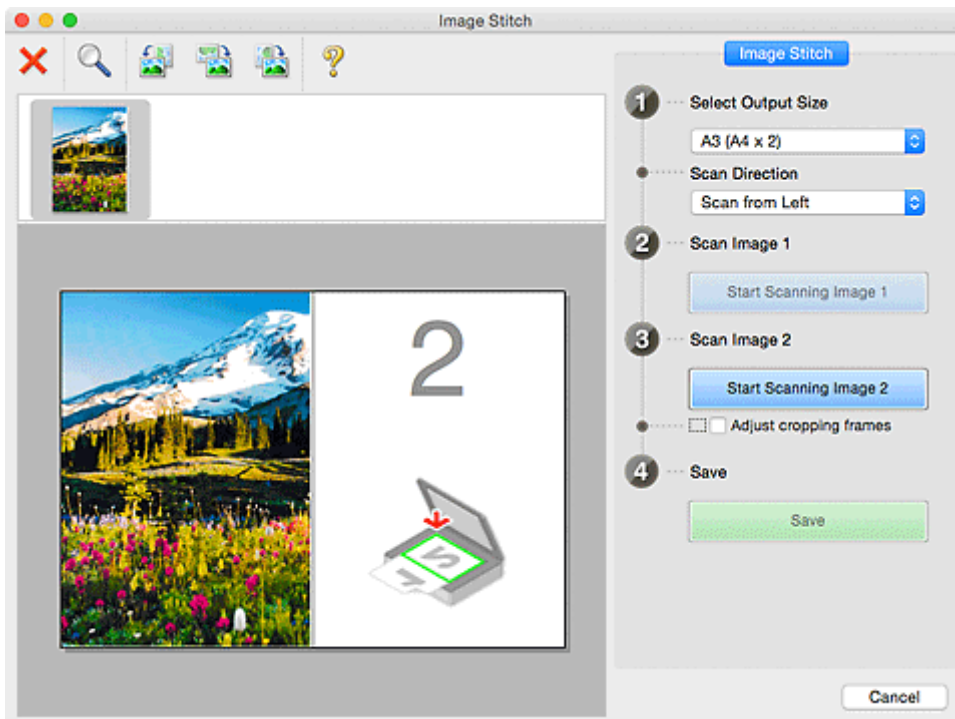 Image Stitch
Image Stitch
1 Select Output Size
A3 (A4 x 2)
Scan Direction
Scan from Left
2 Scan Image 1
Start Scanning Image 1
3 Scan Image 2
Start Scanning Image 2
Adjust cropping frames
4 Save
Save
2
Cancel